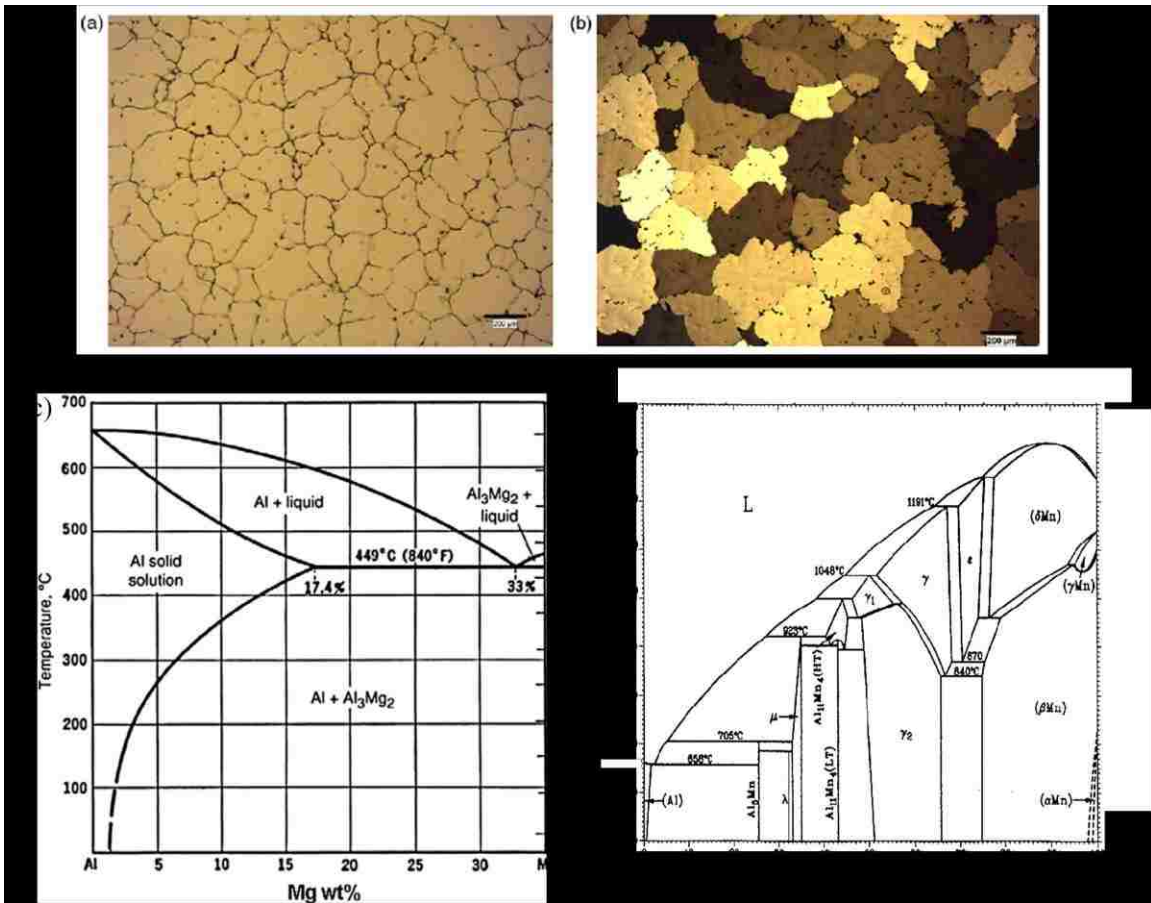 (a)
(b)
200 µm
200 µm
c)
700
600
500
400
300
200
100
Temperature, °C
Al + liquid
Al₃Mg₂ +
liquid
449°C (840°F)
Al solid
solution
17.4%
33%
Al + Al₃Mg₂
Al
5
10
15
20
25
30
M
Mg wt%
L
1191°C
(δMn)
ε
γ
(γMn)
1048°C
γ₁
923°C
870
840°C
Al₁₁Mn₄(HT)
μ
(βMn)
γ₂
705°C
658°C
Al₁₁Mn₄(LT)
(Al)
Al₆Mn
λ
(αMn)